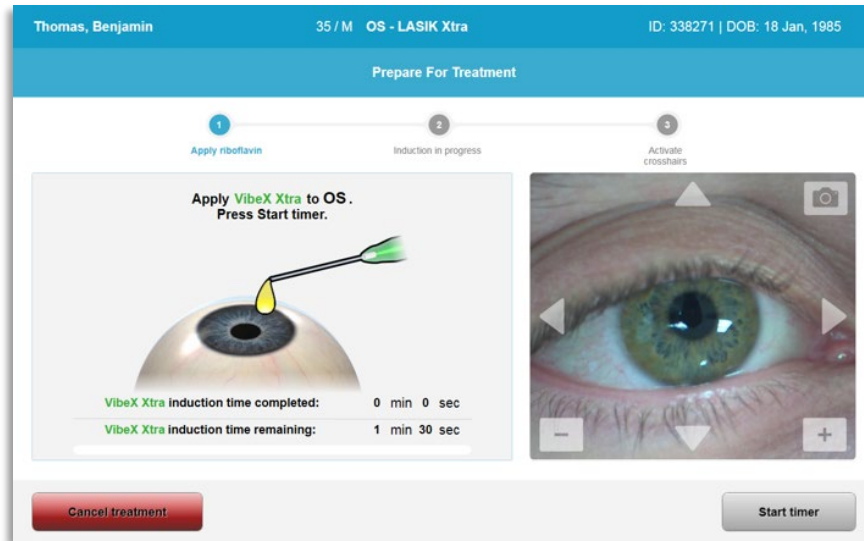 Thomas, Benjamin 35 / M OS - LASIK Xtra ID: 338271 | DOB: 18 Jan, 1985
Prepare For Treatment
1 2 3
Apply riboflavin Induction in progress Activate
crosshairs
Apply VibeX Xtra to OS.
Press Start timer.
VibeX Xtra induction time completed: 0 min 0 sec
VibeX Xtra induction time remaining: 1 min 30 sec
Cancel treatment Start timer